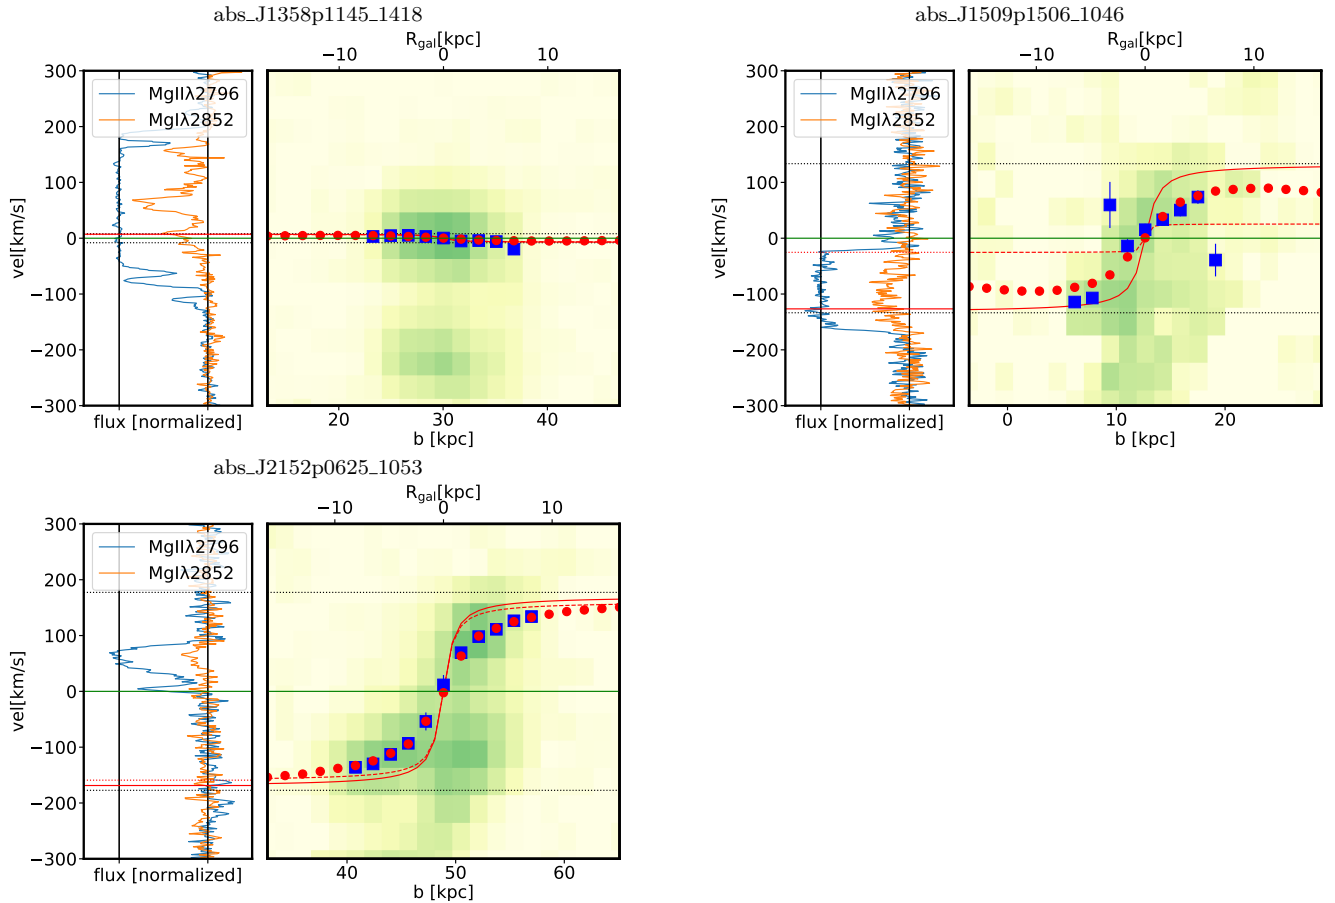 abs_J1358p1145_1418
R_gal[kpc]
−10 0 10
300
200
100
0
−100
−200
−300
vel[km/s]
MgIIλ2796
MgIλ2852
flux [normalized]
20 30 40
b [kpc]
abs_J1509p1506_1046
R_gal[kpc]
−10 0 10
300
200
100
0
−100
−200
−300
vel[km/s]
MgIIλ2796
MgIλ2852
flux [normalized]
0 10 20
b [kpc]
abs_J2152p0625_1053
R_gal[kpc]
−10 0 10
300
200
100
0
−100
−200
−300
vel[km/s]
MgIIλ2796
MgIλ2852
flux [normalized]
40 50 60
b [kpc]